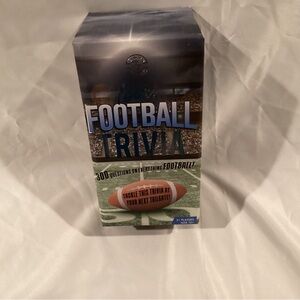 FOOTBALL
TRIVIA
300 QUESTIONS ON EVERYTHING FOOTBALL!
TACKLE THIS TRIVIA AT
YOUR NEXT TAILGATE!